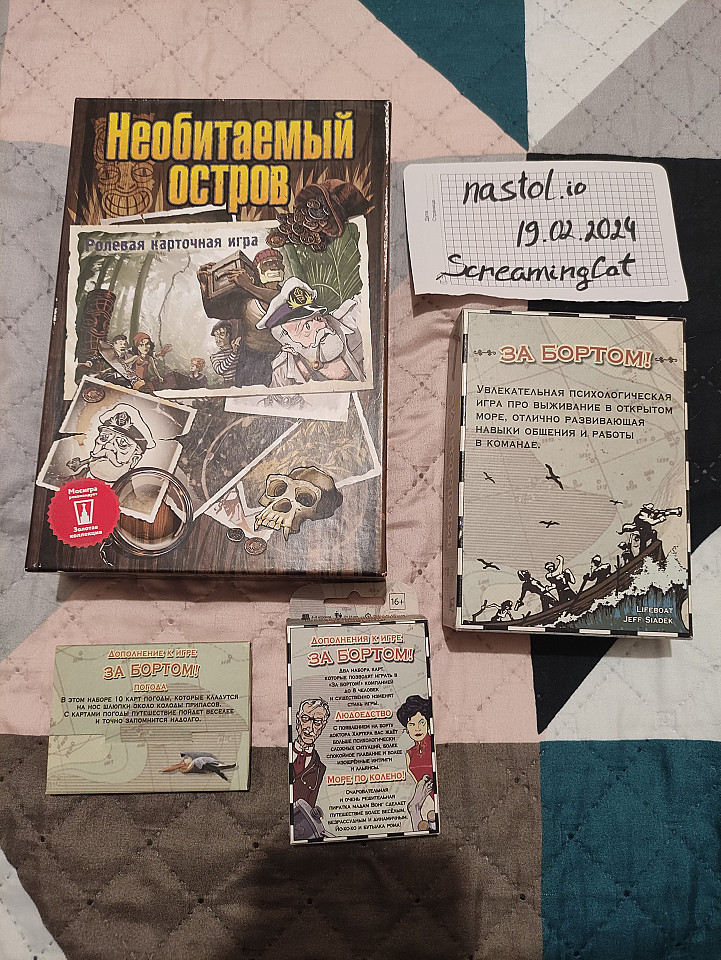 Необитаемый
остров
Ролевая карточная игра
Мосигра
рекомендует
Золотая
коллекция
nastol.io
19.02.2024
ScreamingCat
ЗА БОРТОМ!
Увлекательная психологическая
игра про выживание в открытом
море, отлично развивающая
навыки общения и работы
в команде.
Lifeboat
Jeff Siadek
Дополнение к игре
ЗА БОРТОМ!
погода
В этом наборе 10 карт погоды, которые кладутся
на нос шлюпки около колоды припасов.
С картами погоды путешествие пойдет веселее
и точно запомнится надолго.
16+
Дополнения к игре
ЗА БОРТОМ!
Два набора карт,
которые позволят играть в
«За бортом!» компанией
до 8 человек
и существенно изменят
стиль игры.
Людоедство
С появлением на борту
доктора Хартера вас ждёт
больше психологически
сложных ситуаций, более
спокойное плавание и более
изощрённые интриги
и альянсы.
Море по колено!
Очаровательная
и очень решительная
пиратка мадам Вонг сделает
путешествие более весёлым,
безрассудным и динамичным.
Йо-хо-хо и бутылка рома!